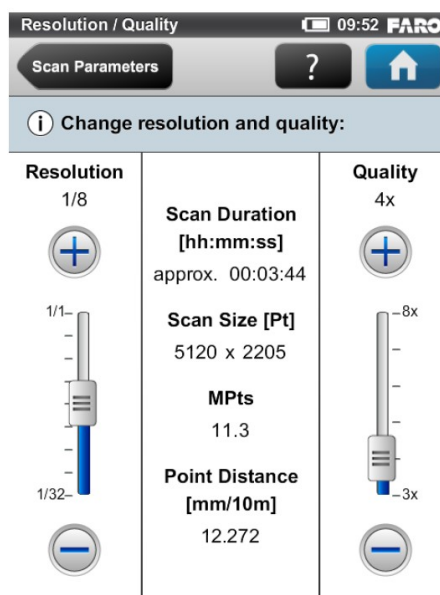 Resolution / Quality 09:52 FARO
Scan Parameters ?
i Change resolution and quality:
Resolution
1/8
1/1
1/32
Scan Duration
[hh:mm:ss]
approx. 00:03:44
Scan Size [Pt]
5120 x 2205
MPts
11.3
Point Distance
[mm/10m]
12.272
Quality
4x
8x
3x